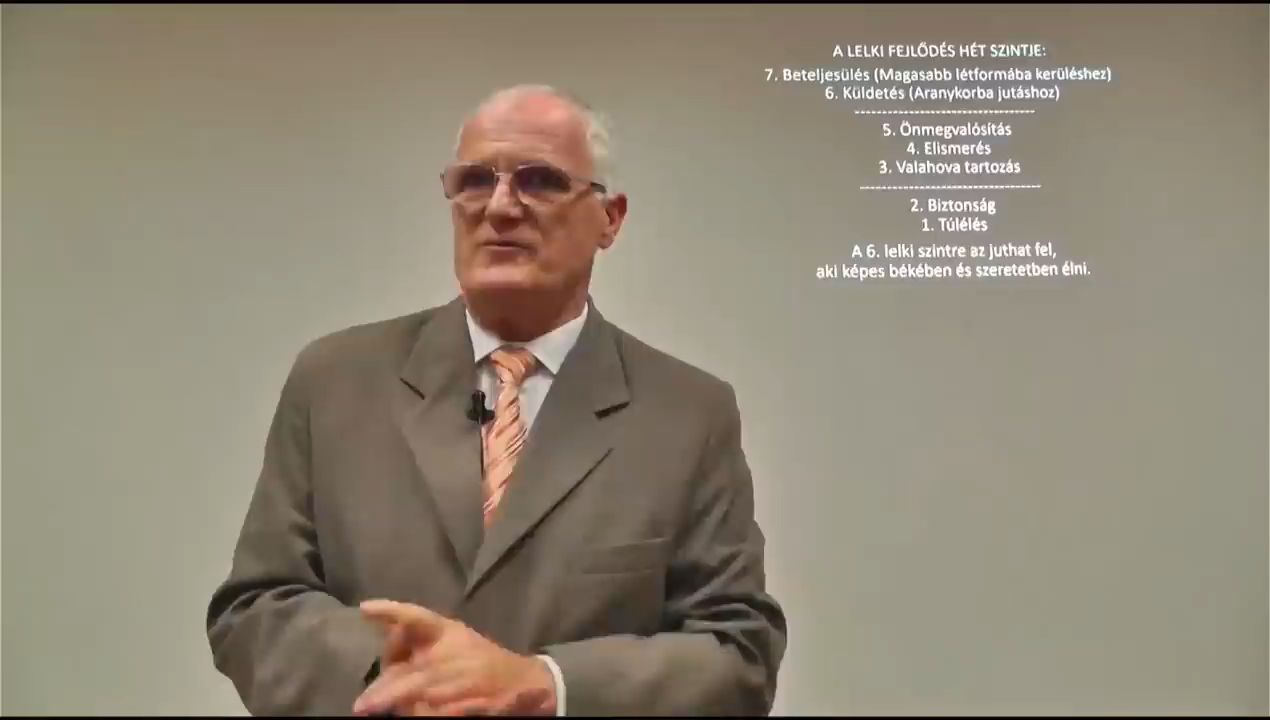 A LELKI FEJLŐDÉS HÉT SZINTJE:
7. Beteljesülés (Magasabb létformába kerüléshez)
6. Küldetés (Aranykorba jutáshoz)
-----------------------------------
5. Önmegvalósítás
4. Elismerés
3. Valahova tartozás
-----------------------------------
2. Biztonság
1. Túlélés
A 6. lelki szintre az juthat fel,
aki képes békében és szeretetben élni.